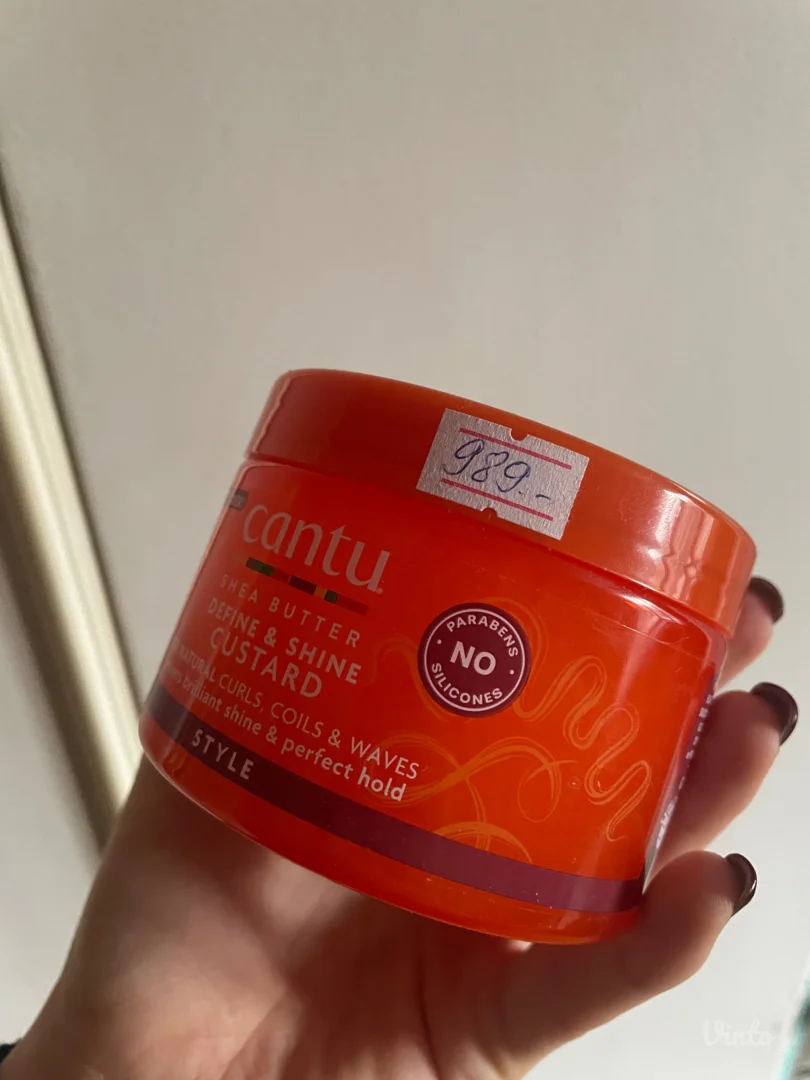 989.-
cantu
SHEA BUTTER
DEFINE & SHINE
CUSTARD
NATURAL CURLS, COILS & WAVES
brilliant shine & perfect hold
STYLE
PARABENS
NO
SILICONES
Vinto